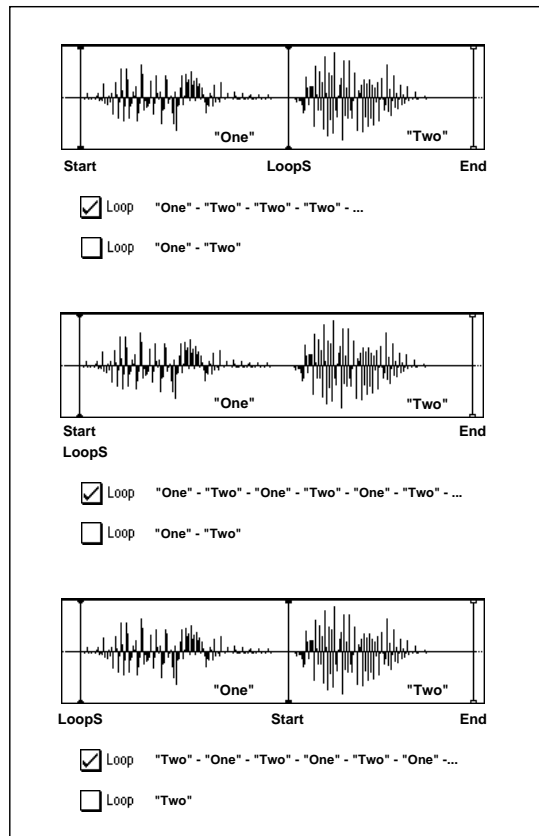 "One" "Two"
Start LoopS End
Loop "One" - "Two" - "Two" - "Two" - ...
Loop "One" - "Two"
"One" "Two"
Start End
LoopS
Loop "One" - "Two" - "One" - "Two" - "One" - "Two" - ...
Loop "One" - "Two"
"One" "Two"
LoopS Start End
Loop "Two" - "One" - "Two" - "One" - "Two" - "One" -...
Loop "Two"